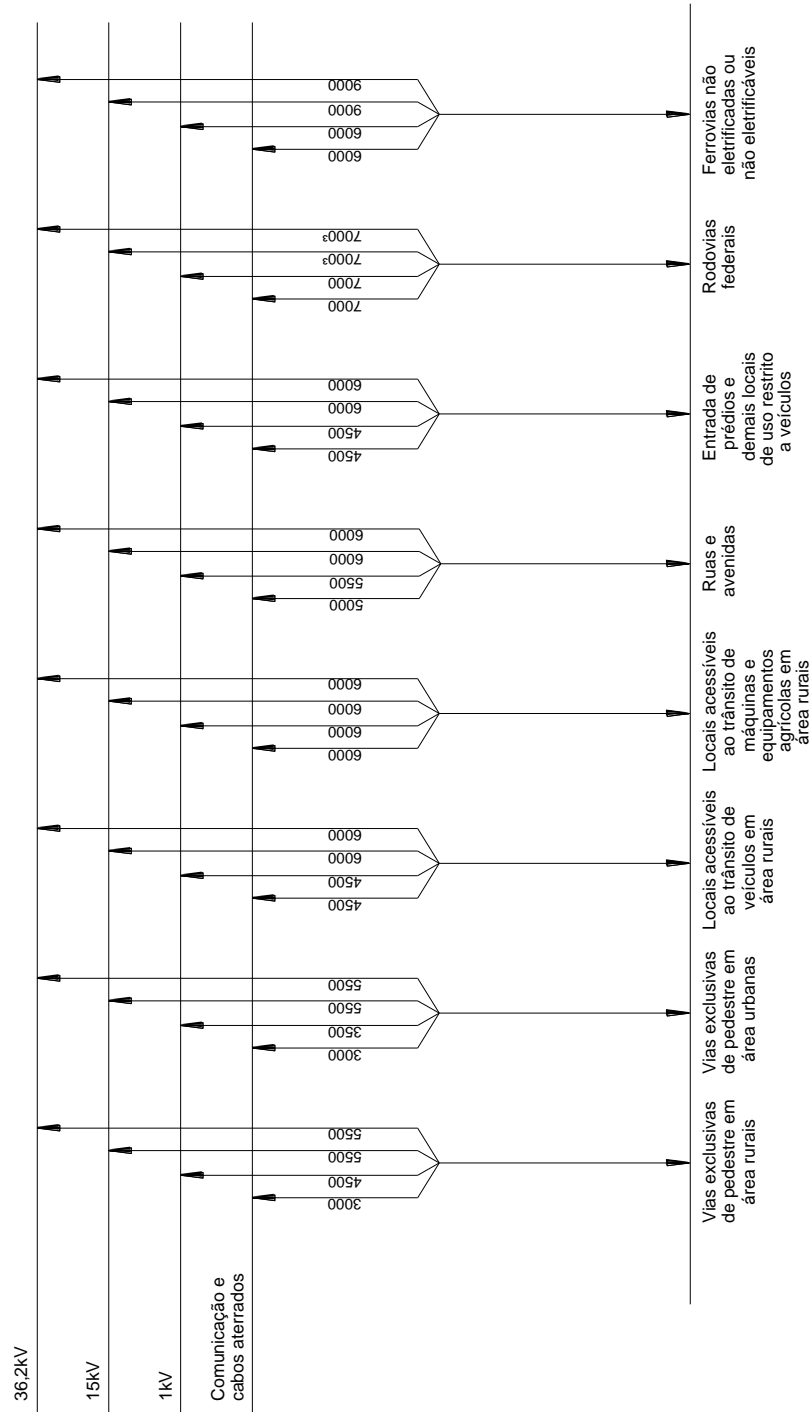 36,2kV
15kV
1kV
Comunicação e
cabos aterrados
3000
4500
5500
5500
Vias exclusivas
de pedestre em
área rurais
3000
3500
5500
5500
Vias exclusivas
de pedestre em
área urbanas
4500
4500
6000
6000
Locais acessíveis
ao trânsito de
veículos em
área rurais
6000
6000
6000
6000
Locais acessíveis
ao trânsito de
máquinas e
equipamentos
agrícolas em
área rurais
5000
5500
6000
6000
Ruas e
avenidas
4500
4500
6000
6000
Entrada de
prédios e
demais locais
de uso restrito
a veículos
7000
7000
7000³
7000³
Rodovias
federais
6000
6000
9000
9000
Ferrovias não
eletrificadas ou
não eletrificáveis